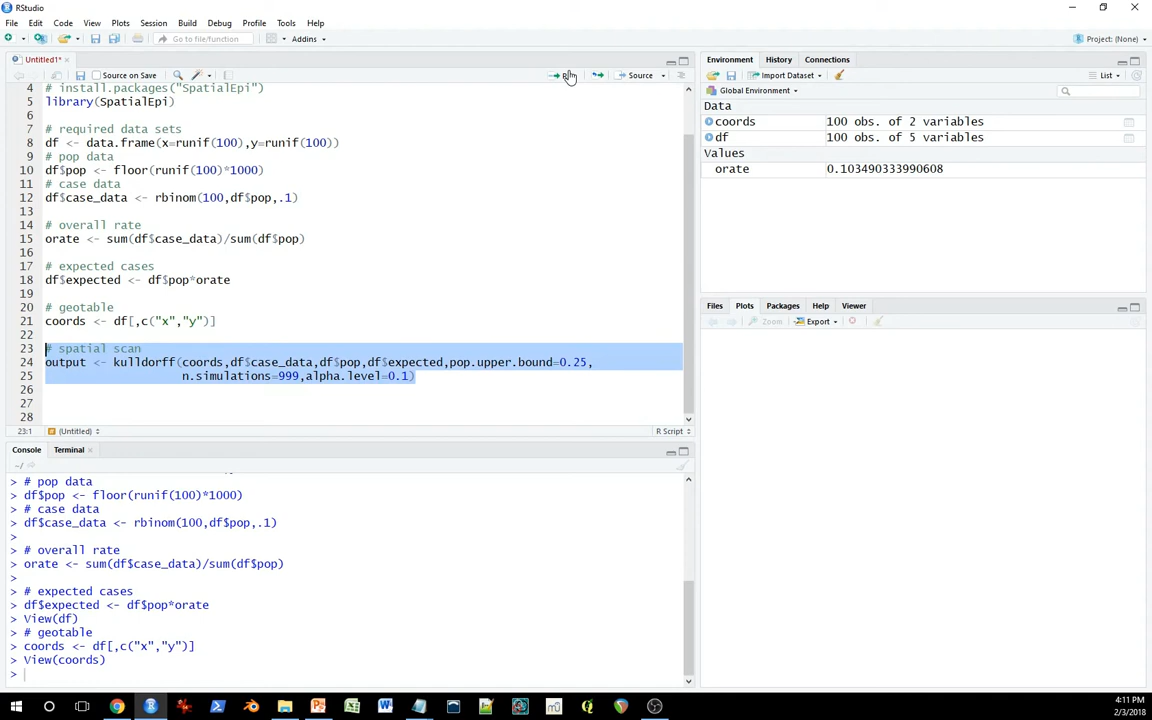 RStudio
File Edit Code View Plots Session Build Debug Profile Tools Help
Go to file/function Addins Project: (None)
Untitled1*
Source on Save Source
4 # install.packages("SpatialEpi")
5 library(SpatialEpi)
6
7 # required data sets
8 df <- data.frame(x=runif(100),y=runif(100))
9 # pop data
10 df$pop <- floor(runif(100)*1000)
11 # case data
12 df$case_data <- rbinom(100,df$pop,.1)
13
14 # overall rate
15 orate <- sum(df$case_data)/sum(df$pop)
16
17 # expected cases
18 df$expected <- df$pop*orate
19
20 # geotable
21 coords <- df[,c("x","y")]
22
23 # spatial scan
24 output <- kulldorff(coords,df$case_data,df$pop,df$expected,pop.upper.bound=0.25,
25 n.simulations=999,alpha.level=0.1)
26
27
28
23:1 (Untitled) R Script
Console Terminal
~/
> # pop data
> df$pop <- floor(runif(100)*1000)
> # case data
> df$case_data <- rbinom(100,df$pop,.1)
>
> # overall rate
> orate <- sum(df$case_data)/sum(df$pop)
>
> # expected cases
> df$expected <- df$pop*orate
> View(df)
> # geotable
> coords <- df[,c("x","y")]
> View(coords)
>
Environment History Connections
Import Dataset List
Global Environment
Data
coords 100 obs. of 2 variables
df 100 obs. of 5 variables
Values
orate 0.103490333990608
Files Plots Packages Help Viewer
Zoom Export
4:11 PM
2/3/2018